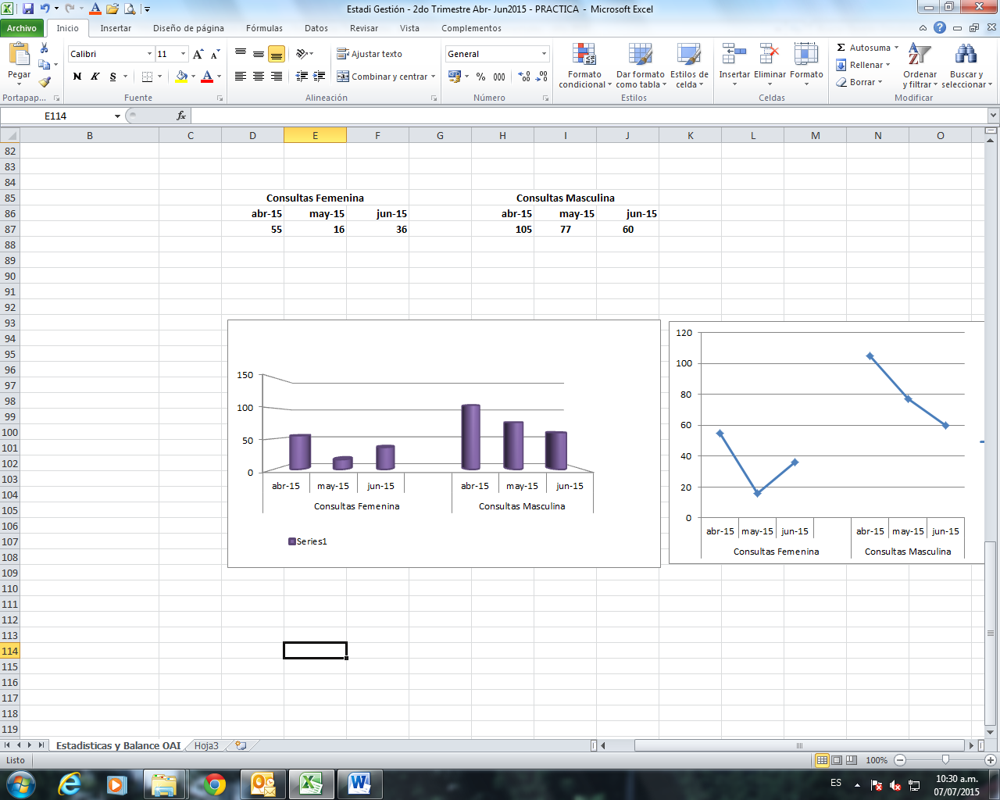 Estadi Gestión - 2do Trimestre Abr- Jun2015 - PRACTICA - Microsoft Excel
Archivo Inicio Insertar Diseño de página Fórmulas Datos Revisar Vista Complementos
Pegar
Portapap...
Calibri 11
N K S
Fuente
Ajustar texto
Combinar y centrar
Alineación
General
% 000
Número
Formato condicional
Dar formato como tabla
Estilos de celda
Estilos
Insertar Eliminar Formato
Celdas
Σ Autosuma
Rellenar
Borrar
Ordenar y filtrar
Buscar y seleccionar
Modificar
E114 fx
B C D E F G H I J K L M N O
82
83
84
85 Consultas Femenina Consultas Masculina
86 abr-15 may-15 jun-15 abr-15 may-15 jun-15
87 55 16 36 105 77 60
88
89
90
91
92
93
94
95
96
97
98
99
100
101
102
103
104
105
106
107
108
109
110
111
112
113
114
115
116
117
118
119
150
100
50
0
abr-15 may-15 jun-15 abr-15 may-15 jun-15
Consultas Femenina Consultas Masculina
Series1
120
100
80
60
40
20
0
abr-15 may-15 jun-15 abr-15 may-15 jun-15
Consultas Femenina Consultas Masculina
Estadisticas y Balance OAI Hoja3
Listo 100%
ES 10:30 a.m.
07/07/2015